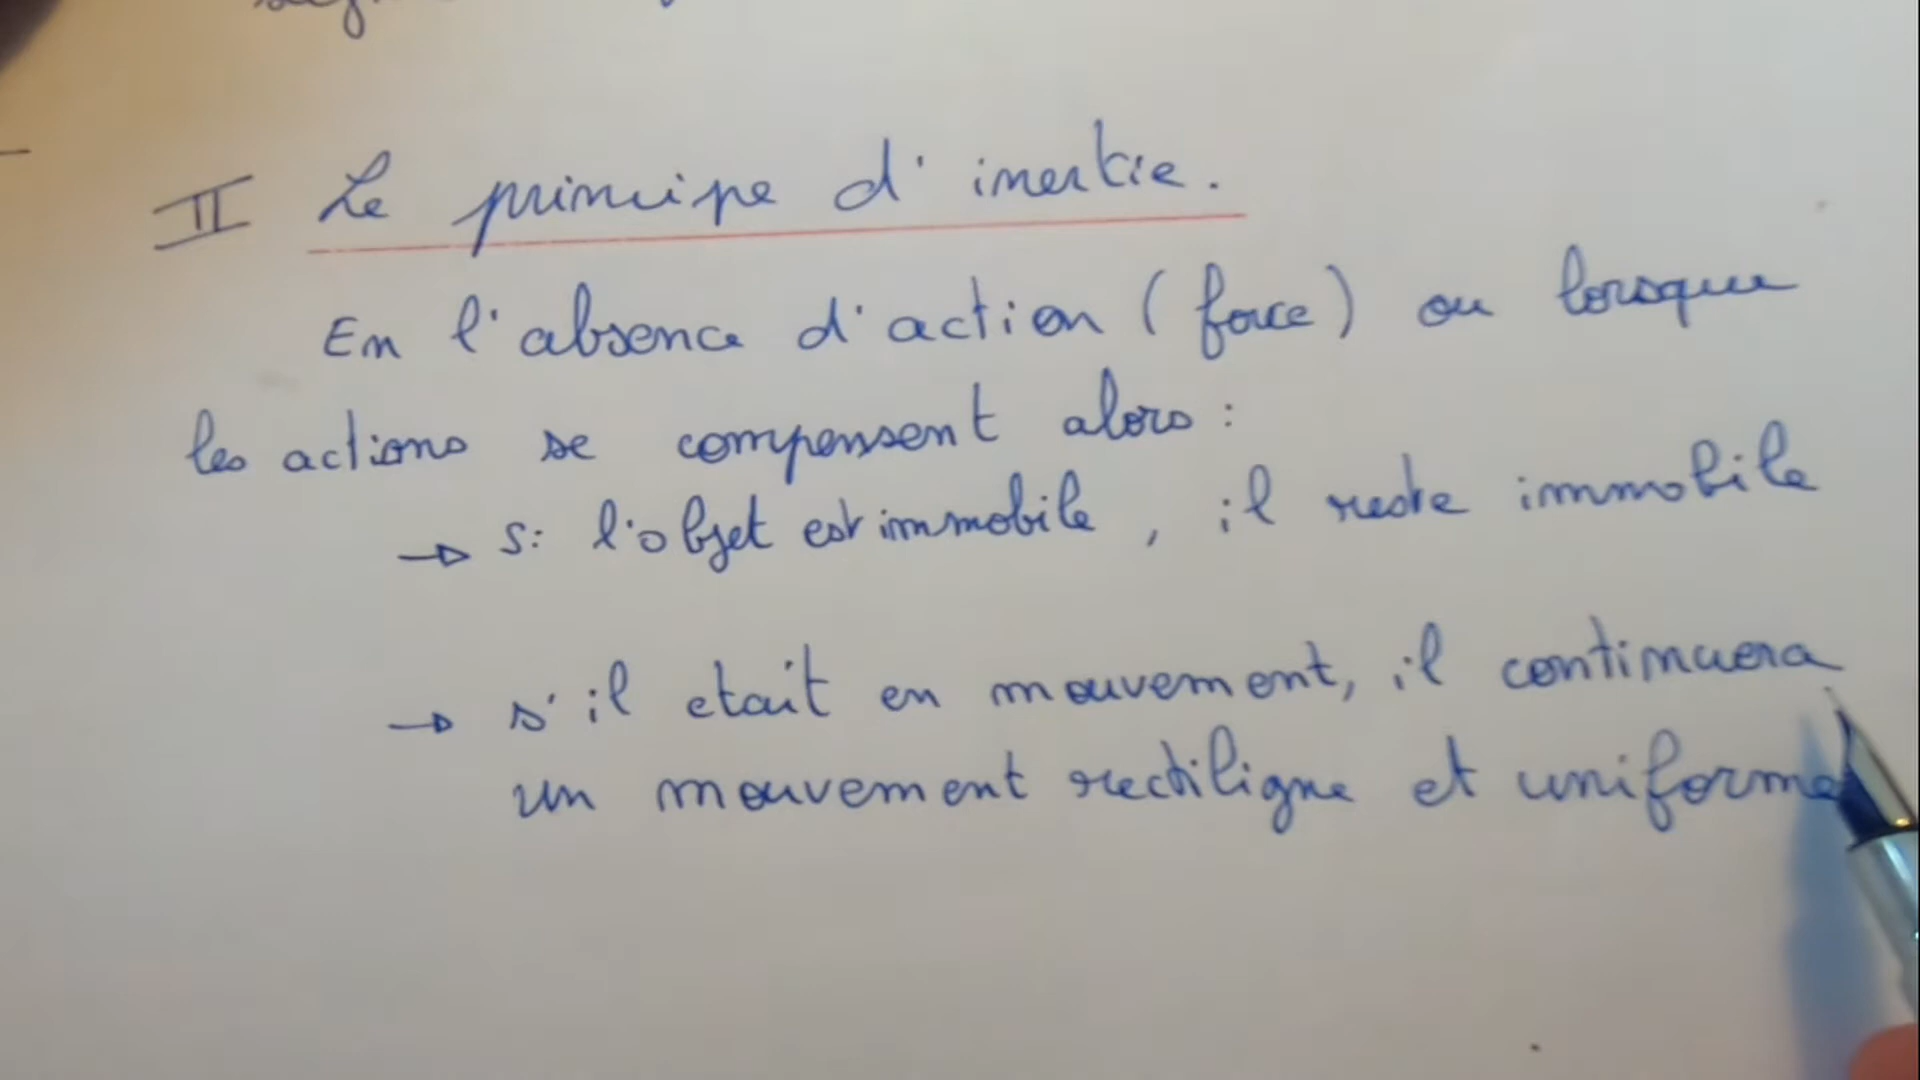 II Le principe d'inertie.
En l'absence d'action (force) ou lorsque
les actions se compensent alors :
→ si l'objet est immobile, il reste immobile
→ s'il etait en mouvement, il continuera
un mouvement rectiligne et uniforme